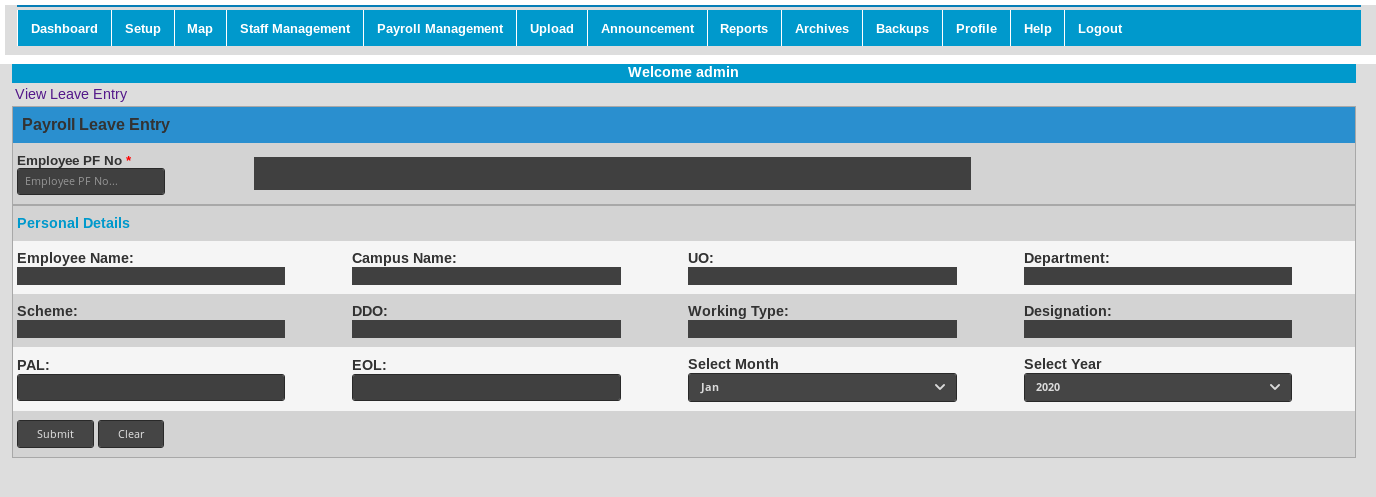 Dashboard Setup Map Staff Management Payroll Management Upload Announcement Reports Archives Backups Profile Help Logout
Welcome admin
View Leave Entry
Payroll Leave Entry
Employee PF No *
Employee PF No...
Personal Details
Employee Name: Campus Name: UO: Department:
Scheme: DDO: Working Type: Designation:
PAL: EOL: Select Month Select Year
Jan 2020
Submit Clear